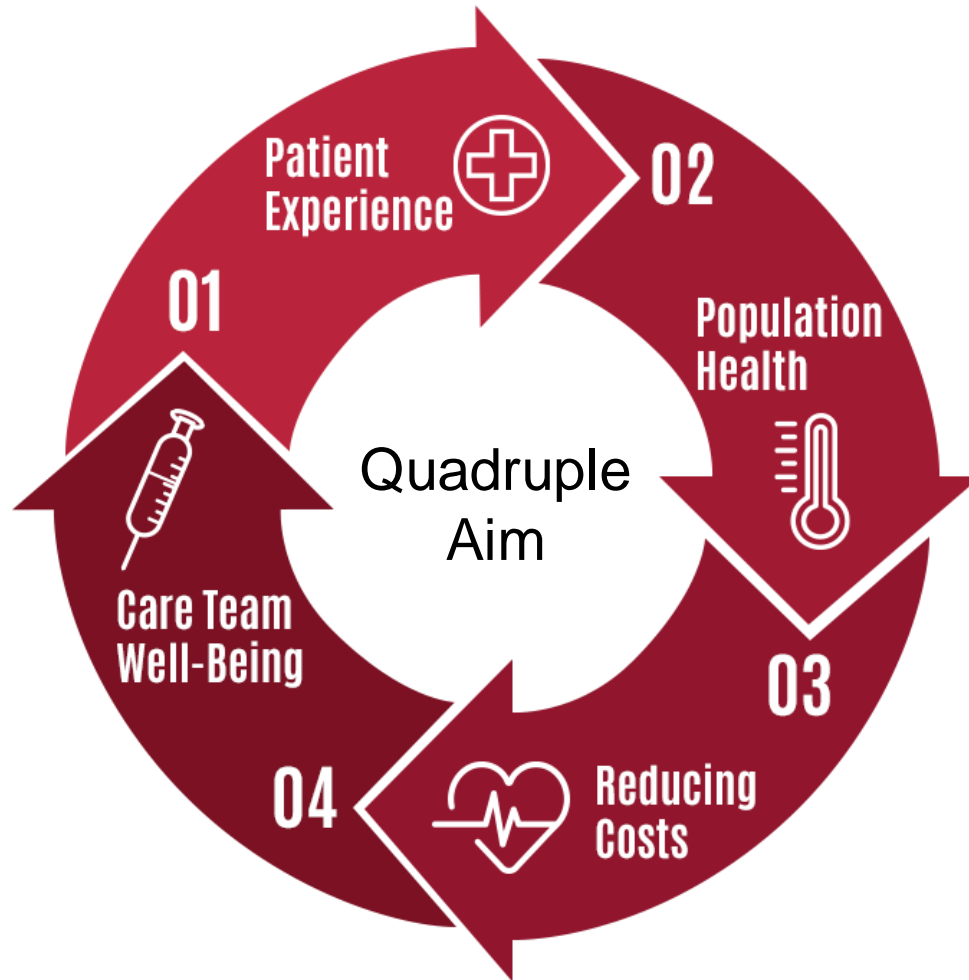 Quadruple
Aim
01
Patient
Experience
02
Population
Health
03
Reducing
Costs
04
Care Team
Well-Being